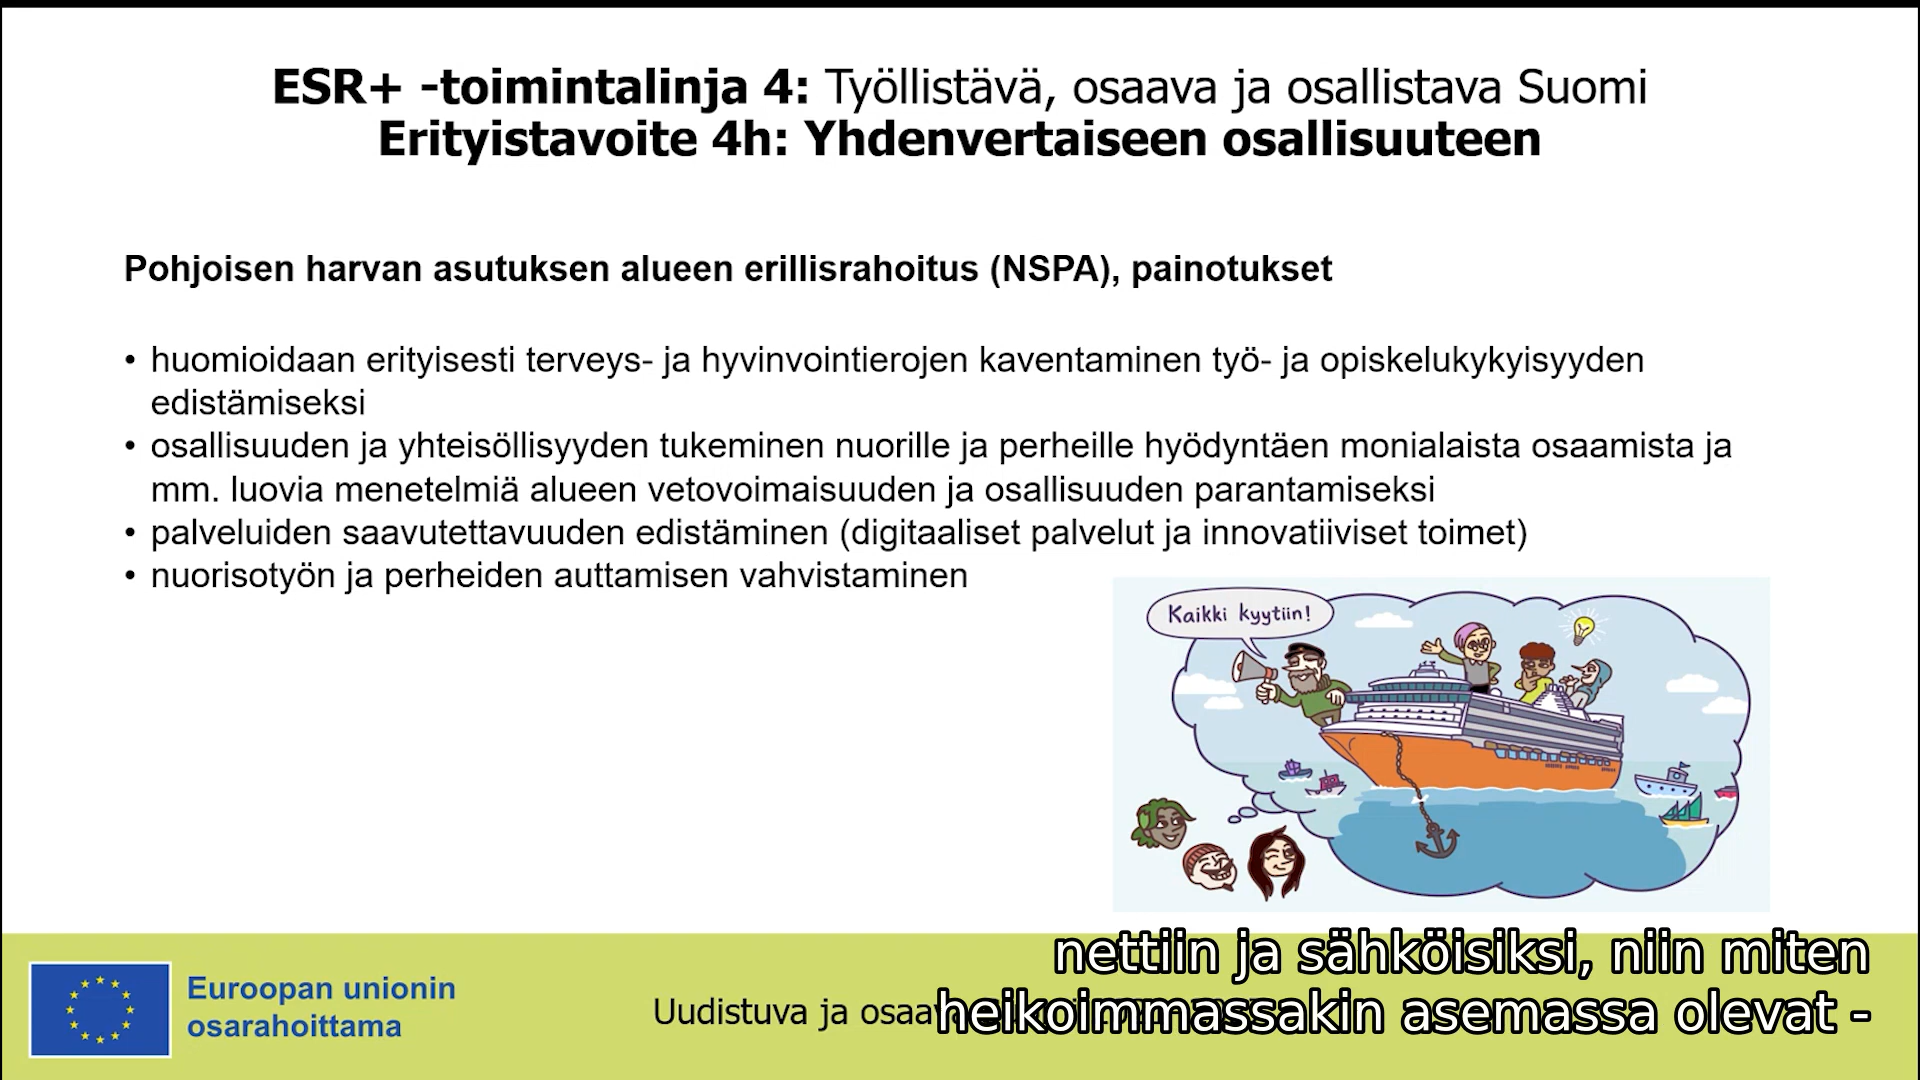 ESR+ -toimintalinja 4: Työllistävä, osaava ja osallistava Suomi
Erityistavoite 4h: Yhdenvertaiseen osallisuuteen
Pohjoisen harvan asutuksen alueen erillisrahoitus (NSPA), painotukset
• huomioidaan erityisesti terveys- ja hyvinvointierojen kaventaminen työ- ja opiskelukykyisyyden
edistämiseksi
• osallisuuden ja yhteisöllisyyden tukeminen nuorille ja perheille hyödyntäen monialaista osaamista ja
mm. luovia menetelmiä alueen vetovoimaisuuden ja osallisuuden parantamiseksi
• palveluiden saavutettavuuden edistäminen (digitaaliset palvelut ja innovatiiviset toimet)
• nuorisotyön ja perheiden auttamisen vahvistaminen
Kaikki kyytiin!
nettiin ja sähköisiksi, niin miten
heikoimmassakin asemassa olevat -
Euroopan unionin
osarahoittama
Uudistuva ja